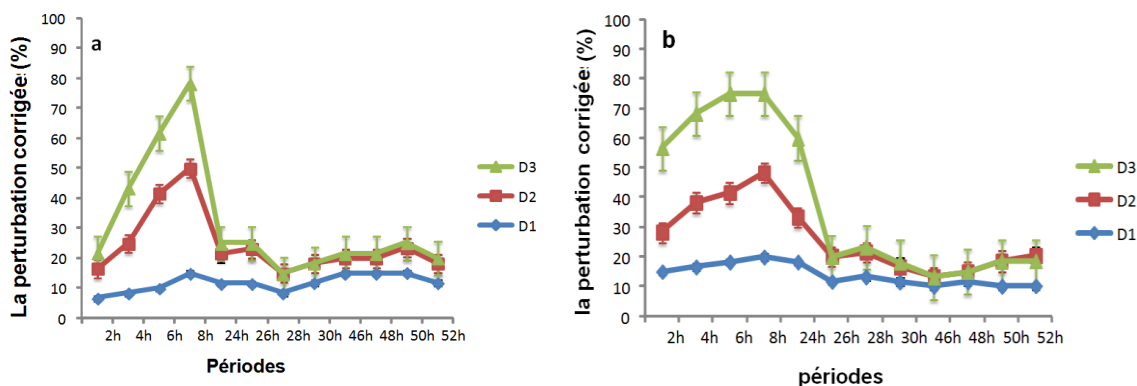 a
La perturbation corrigée (%)
100
90
80
70
60
50
40
30
20
10
0
2h 4h 6h 8h 24h 26h 28h 30h 46h 48h 50h 52h
Périodes
D3
D2
D1
b
la perturbation corrigée (%)
100
90
80
70
60
50
40
30
20
10
0
2h 4h 6h 8h 24h 26h 28h 30h 46h 48h 50h 52h
périodes
D3
D2
D1